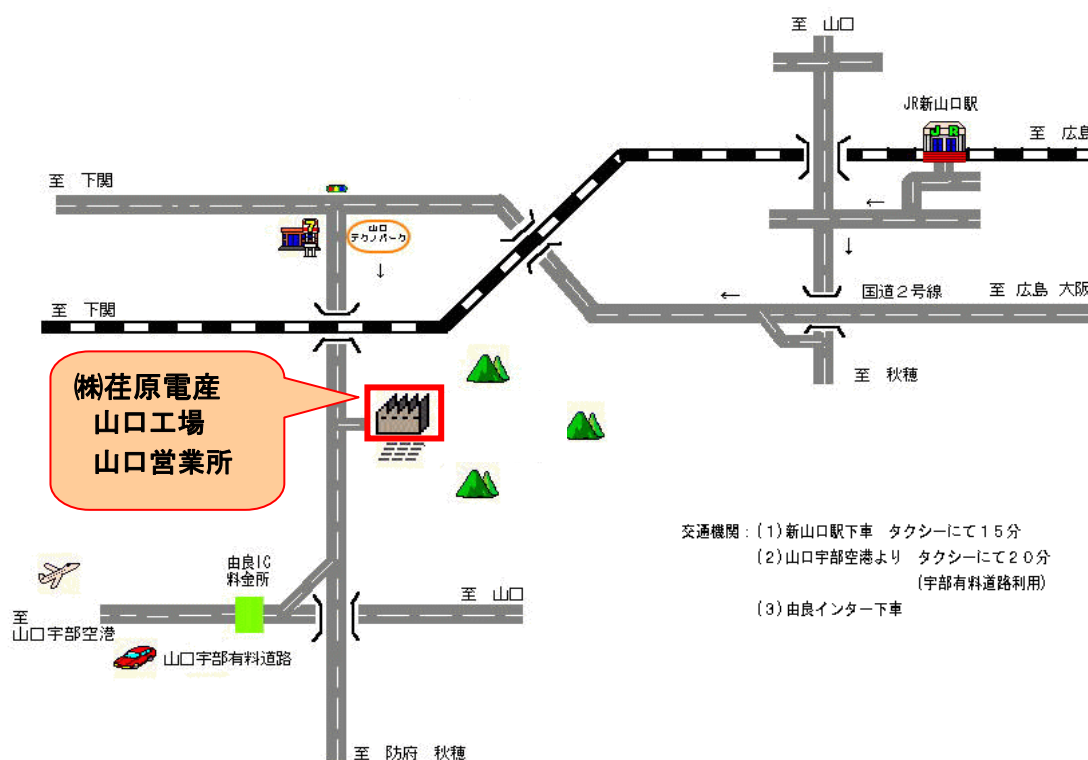 至 山口
JR新山口駅
JR
至 広島
至 下関
7
山口
テクノパーク
↓
←
↓
至 下関
←
国道2号線
至 広島 大阪
㈱荏原電産
山口工場
山口営業所
至 秋穂
交通機関:(1)新山口駅下車 タクシーにて15分
(2)山口宇部空港より タクシーにて20分
(宇部有料道路利用)
(3)由良インター下車
由良IC
料金所
至 山口
至
山口宇部空港
山口宇部有料道路
至 防府 秋穂